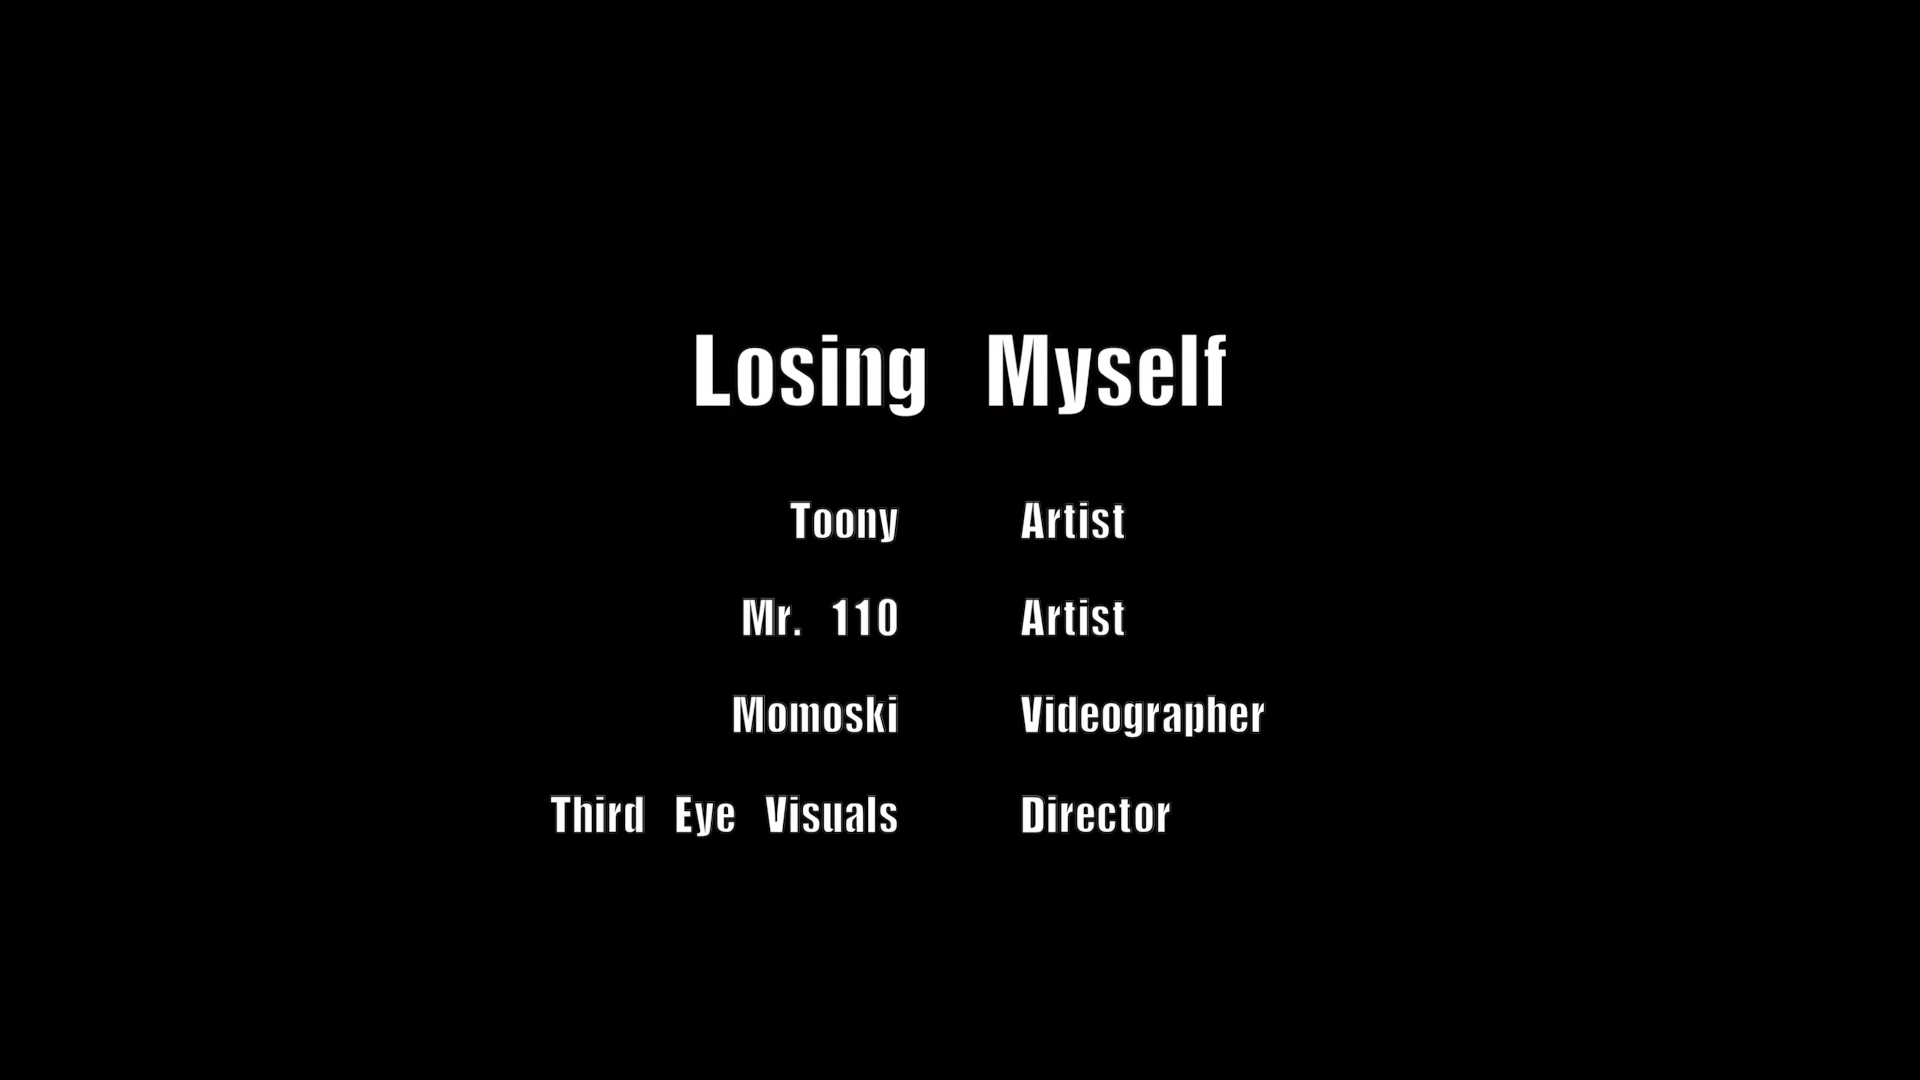 Losing Myself
Toony Artist
Mr. 110 Artist
Momoski Videographer
Third Eye Visuals Director